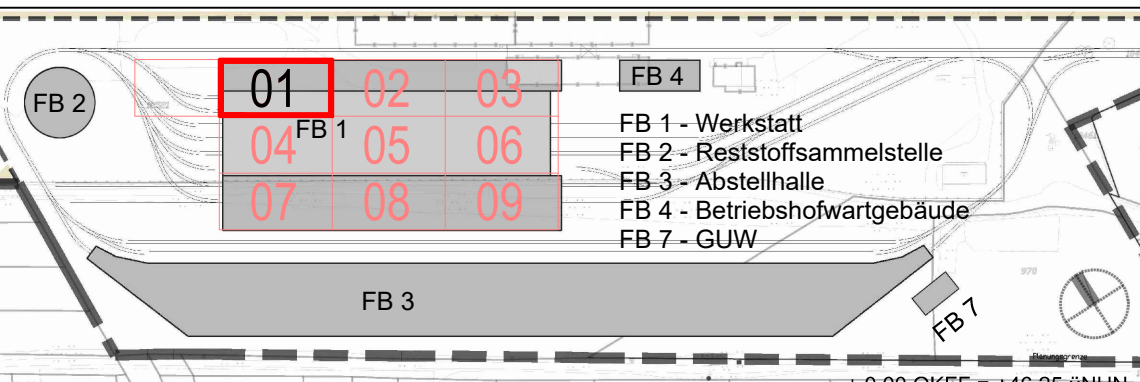 01 02 03
FB 4
FB 2
FB 1
FB 1 - Werkstatt
04 05 06
FB 2 - Reststoffsammelstelle
FB 3 - Abstellhalle
07 08 09
FB 4 - Betriebshofwartgebäude
FB 7 - GUW
970
FB 3
FB 7
Planungsgrenze